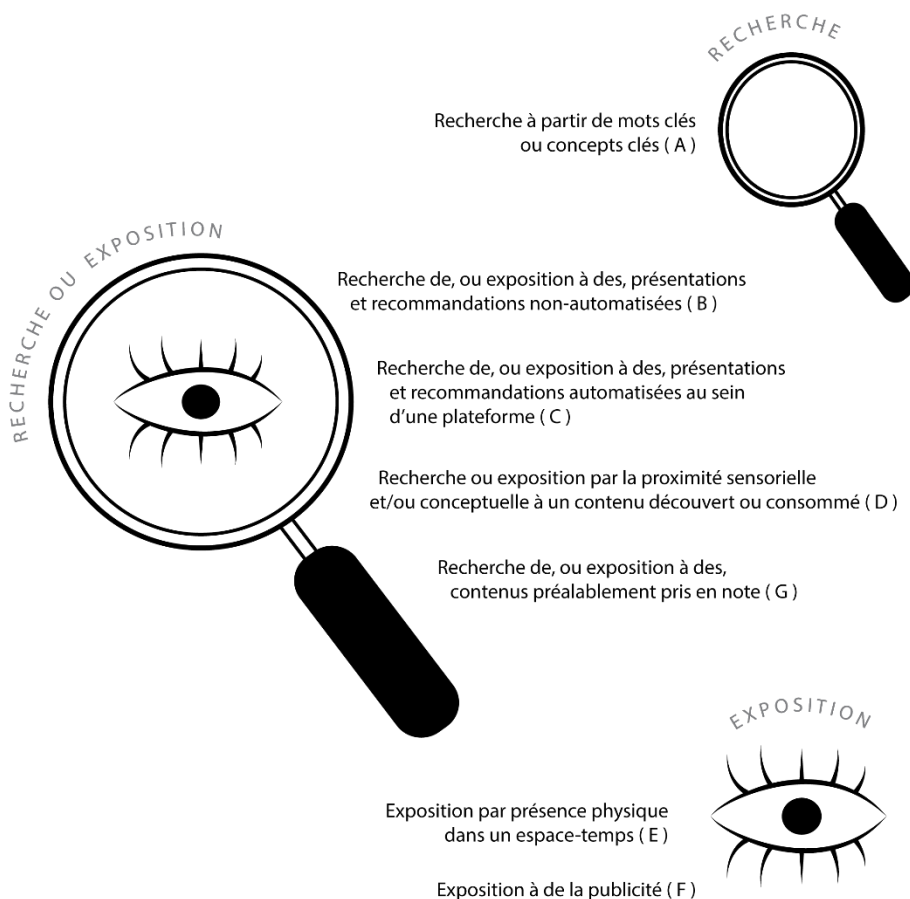 RECHERCHE
Recherche à partir de mots clés
ou concepts clés ( A )
RECHERCHE OU EXPOSITION
Recherche de, ou exposition à des, présentations
et recommandations non-automatisées ( B )
Recherche de, ou exposition à des, présentations
et recommandations automatisées au sein
d’une plateforme ( C )
Recherche ou exposition par la proximité sensorielle
et/ou conceptuelle à un contenu découvert ou consommé ( D )
Recherche de, ou exposition à des,
contenus préalablement pris en note ( G )
EXPOSITION
Exposition par présence physique
dans un espace-temps ( E )
Exposition à de la publicité ( F )